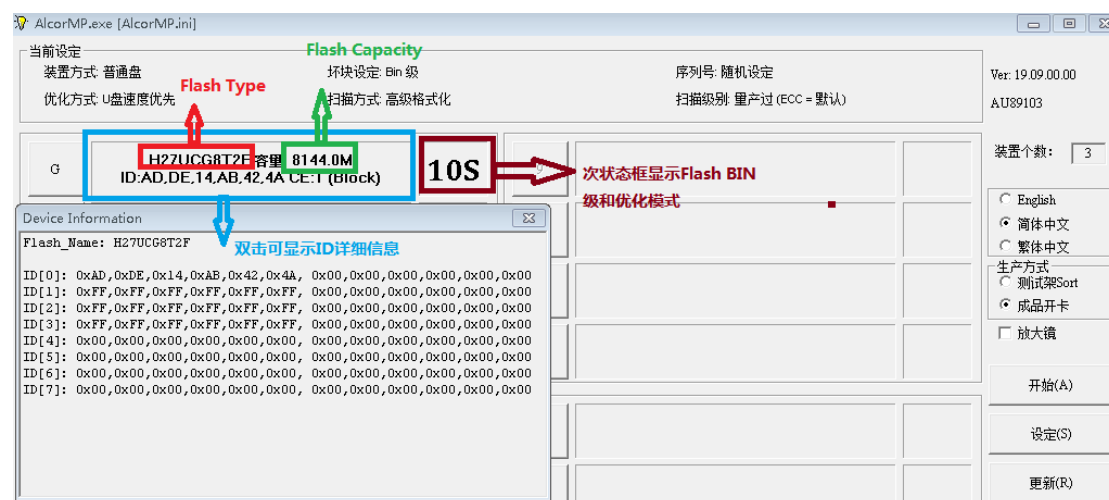 AlcorMP.exe [AlcorMP.ini]
当前设定
Flash Capacity
装置方式: 普通盘
坏块设定: Bin 级
序列号: 随机设定
Flash Type
优化方式: U盘速度优先
扫描方式: 高级格式化
扫描级别: 量产过 (ECC = 默认)
Ver: 19.09.00.00
AU89103
装置个数: 3
G
H27UCG8T2F容量 8144.0M
ID:AD,DE,14,AB,42,4A CE:1 (Block)
10S
9
次状态框显示Flash BIN
级和优化模式
English
简体中文
繁体中文
生产方式
测试架Sort
成品开卡
放大镜
开始(A)
设定(S)
更新(R)
Device Information
Flash_Name: H27UCG8T2F
双击可显示ID详细信息
ID[0]: 0xAD,0xDE,0x14,0xAB,0x42,0x4A, 0x00,0x00,0x00,0x00,0x00,0x00
ID[1]: 0xFF,0xFF,0xFF,0xFF,0xFF,0xFF, 0x00,0x00,0x00,0x00,0x00,0x00
ID[2]: 0xFF,0xFF,0xFF,0xFF,0xFF,0xFF, 0x00,0x00,0x00,0x00,0x00,0x00
ID[3]: 0xFF,0xFF,0xFF,0xFF,0xFF,0xFF, 0x00,0x00,0x00,0x00,0x00,0x00
ID[4]: 0x00,0x00,0x00,0x00,0x00,0x00, 0x00,0x00,0x00,0x00,0x00,0x00
ID[5]: 0x00,0x00,0x00,0x00,0x00,0x00, 0x00,0x00,0x00,0x00,0x00,0x00
ID[6]: 0x00,0x00,0x00,0x00,0x00,0x00, 0x00,0x00,0x00,0x00,0x00,0x00
ID[7]: 0x00,0x00,0x00,0x00,0x00,0x00, 0x00,0x00,0x00,0x00,0x00,0x00